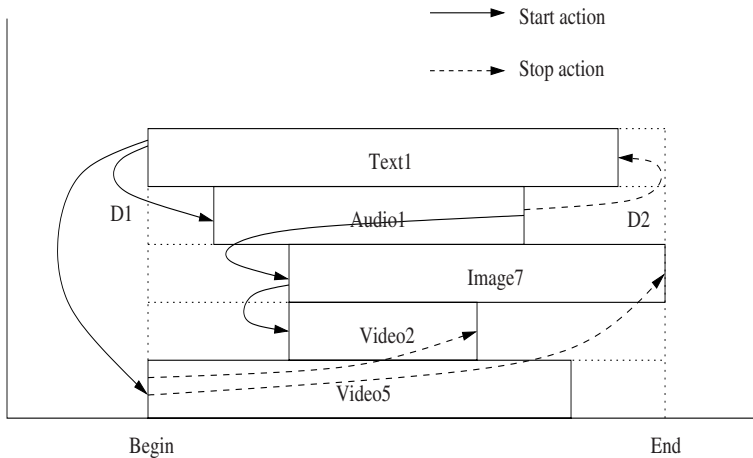 Start action
Stop action
Text1
D1
Audio1
D2
Image7
Video2
Video5
Begin
End